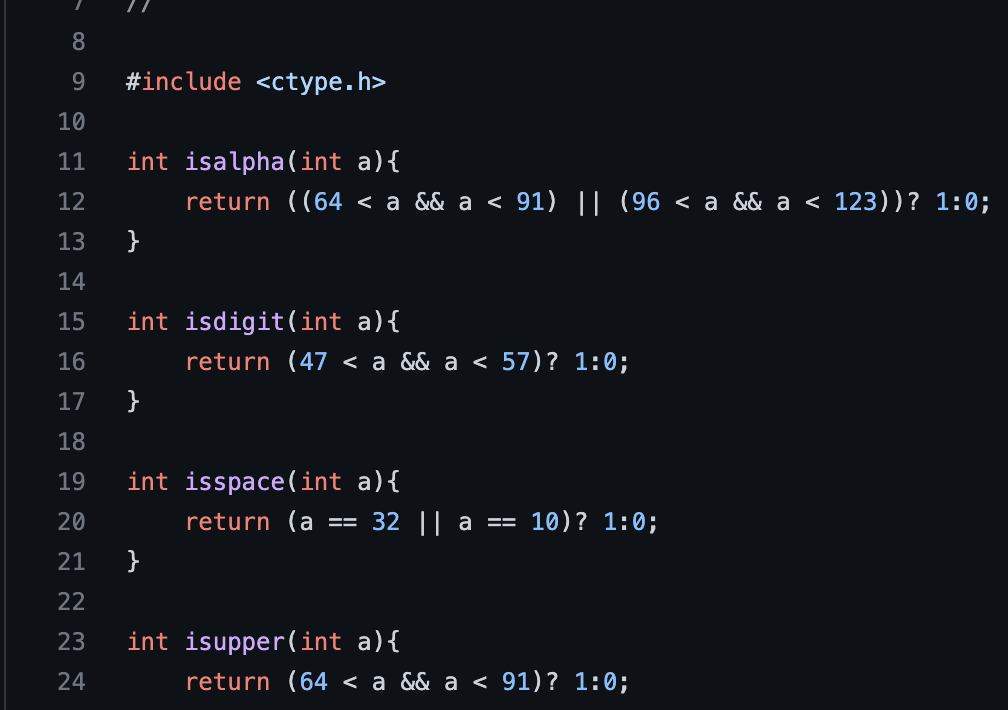 7 //
8
9 #include <ctype.h>
10
11 int isalpha(int a){
12     return ((64 < a && a < 91) || (96 < a && a < 123))? 1:0;
13 }
14
15 int isdigit(int a){
16     return (47 < a && a < 57)? 1:0;
17 }
18
19 int isspace(int a){
20     return (a == 32 || a == 10)? 1:0;
21 }
22
23 int isupper(int a){
24     return (64 < a && a < 91)? 1:0;